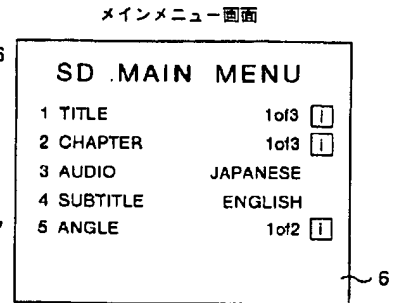 メインメニュー画面
6
SD .MAIN MENU
1 TITLE 1of3 i
2 CHAPTER 1of3 i
3 AUDIO JAPANESE
4 SUBTITLE ENGLISH
5 ANGLE 1of2 i
6